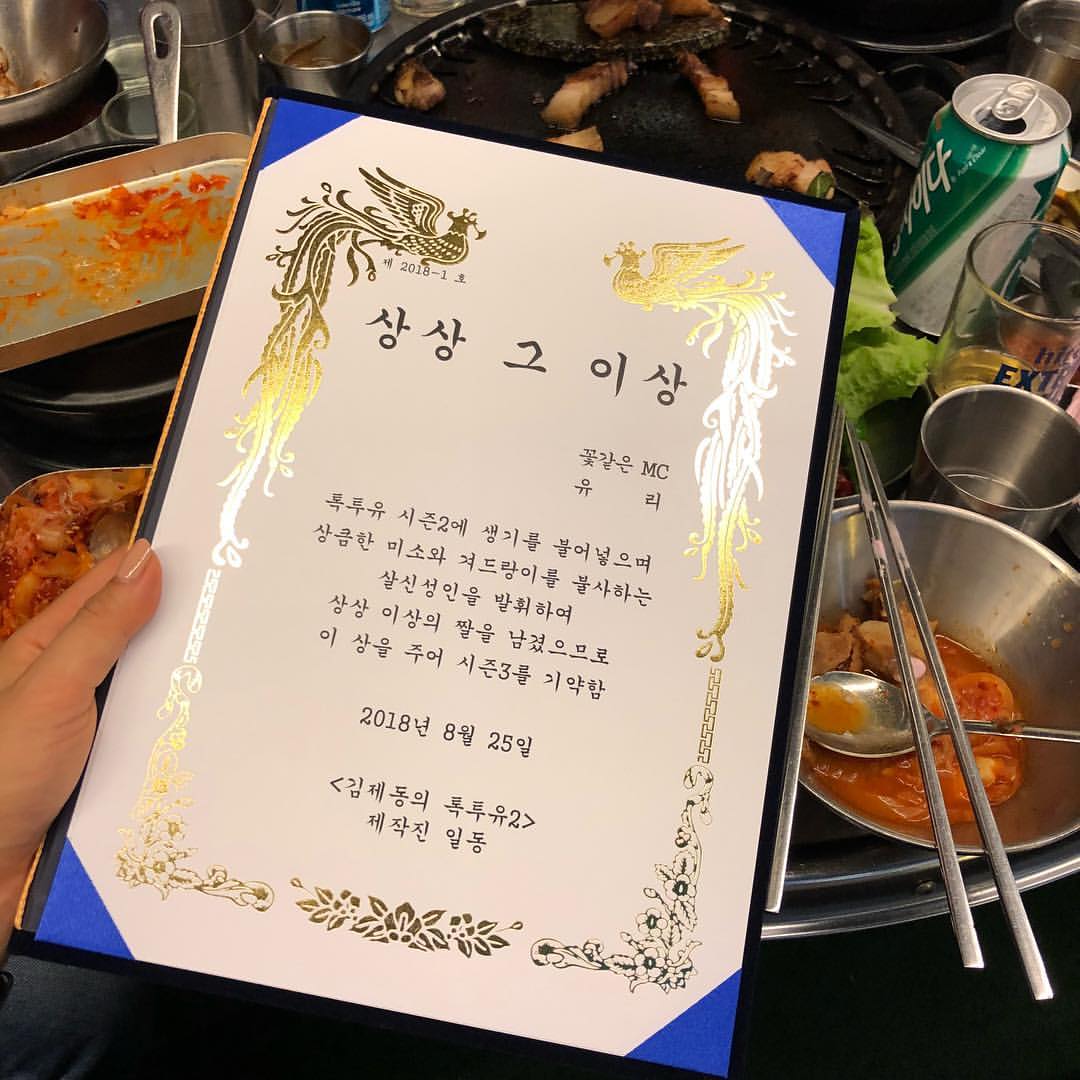 제 2018-1 호
상상 그 이상
꽃같은 MC
유 리
톡투유 시즌2에 생기를 불어넣으며
상큼한 미소와 겨드랑이를 불사하는
살신성인을 발휘하여
상상 이상의 짤을 남겼으므로
이 상을 주어 시즌3를 기약함
2018년 8월 25일
<김제동의 톡투유2>
제작진 일동
이다
EXT